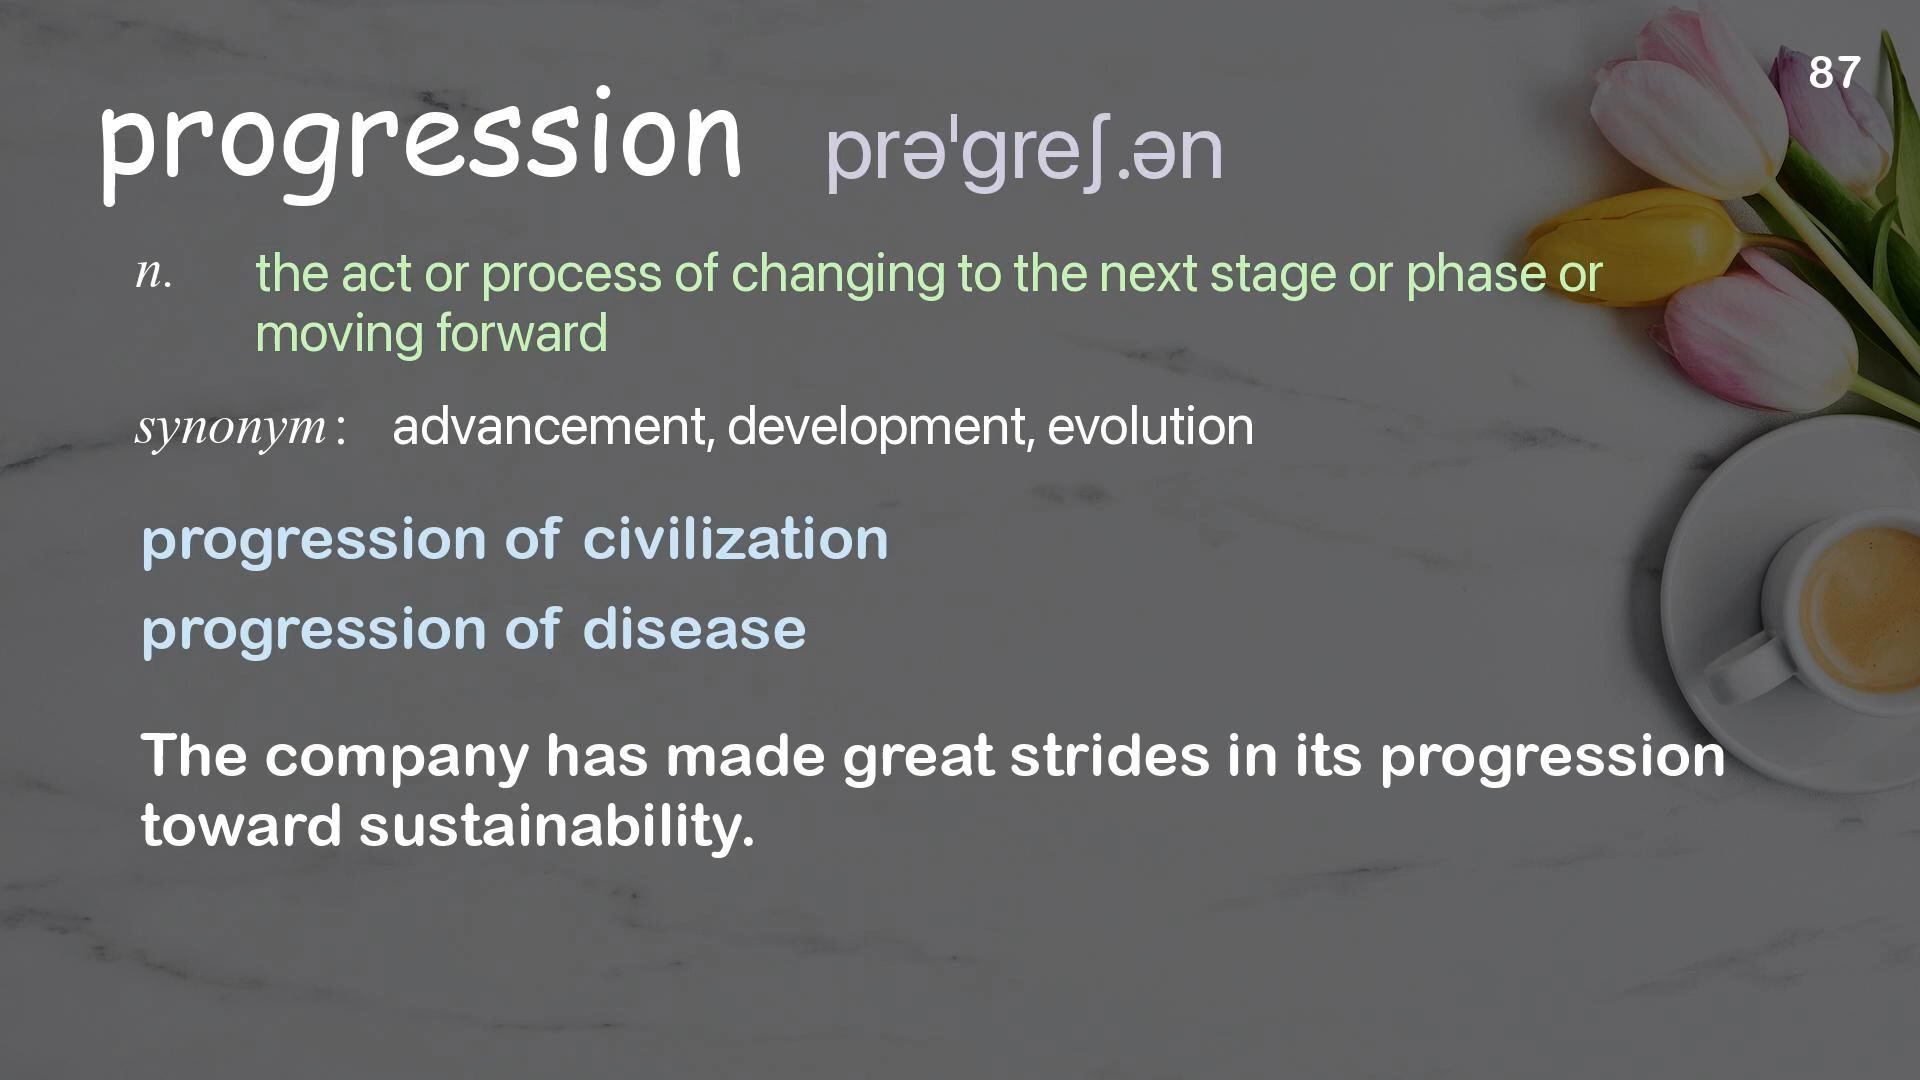 87
progression prəˈɡreʃ.ən
n. the act or process of changing to the next stage or phase or
moving forward
synonym: advancement, development, evolution
progression of civilization
progression of disease
The company has made great strides in its progression
toward sustainability.